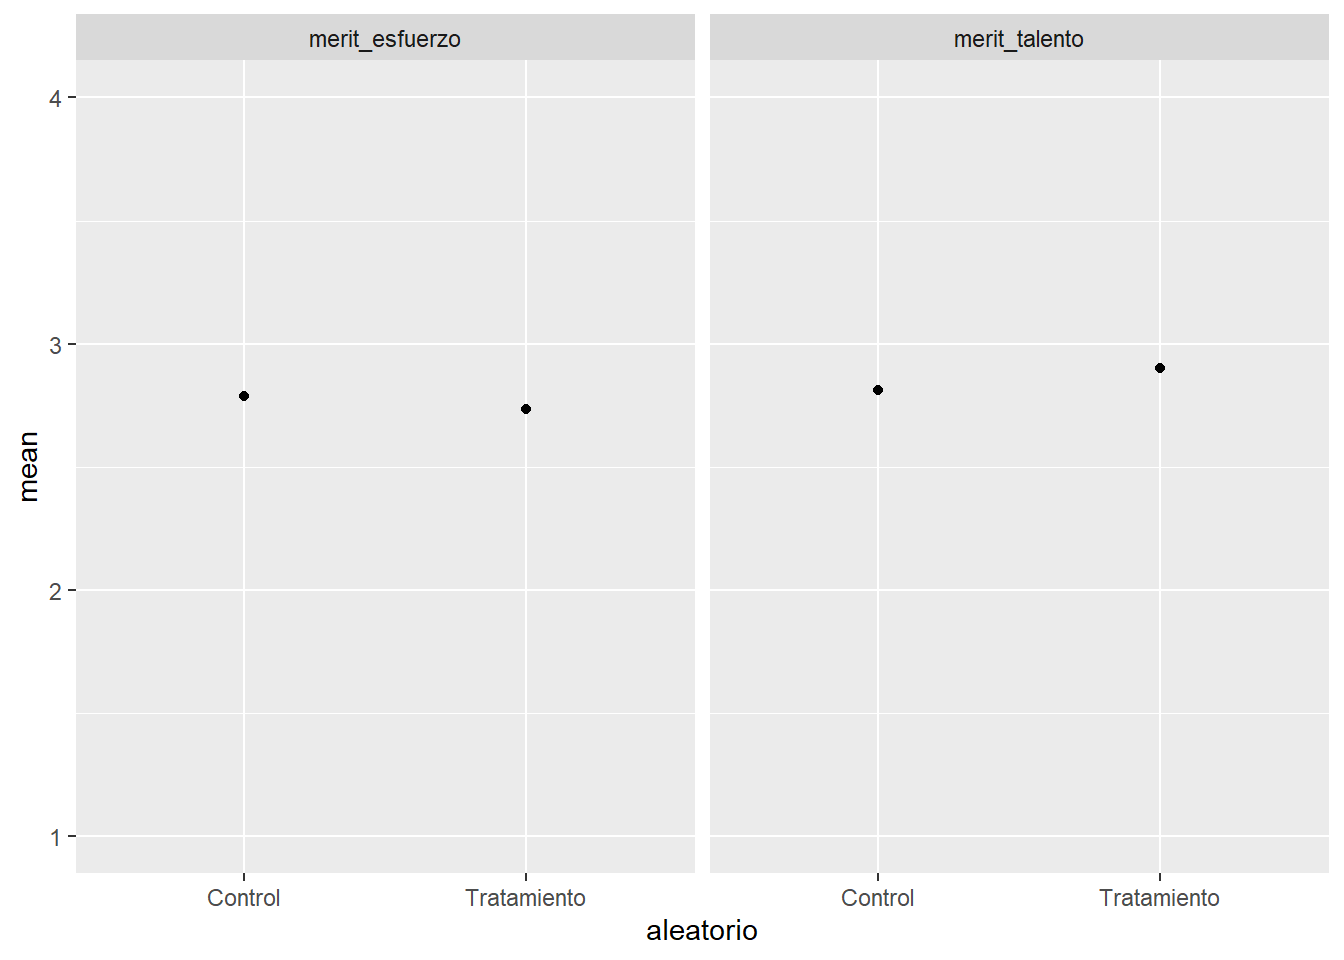 merit_esfuerzo
merit_talento
4
3
2
1
mean
Control
Tratamiento
Control
Tratamiento
aleatorio